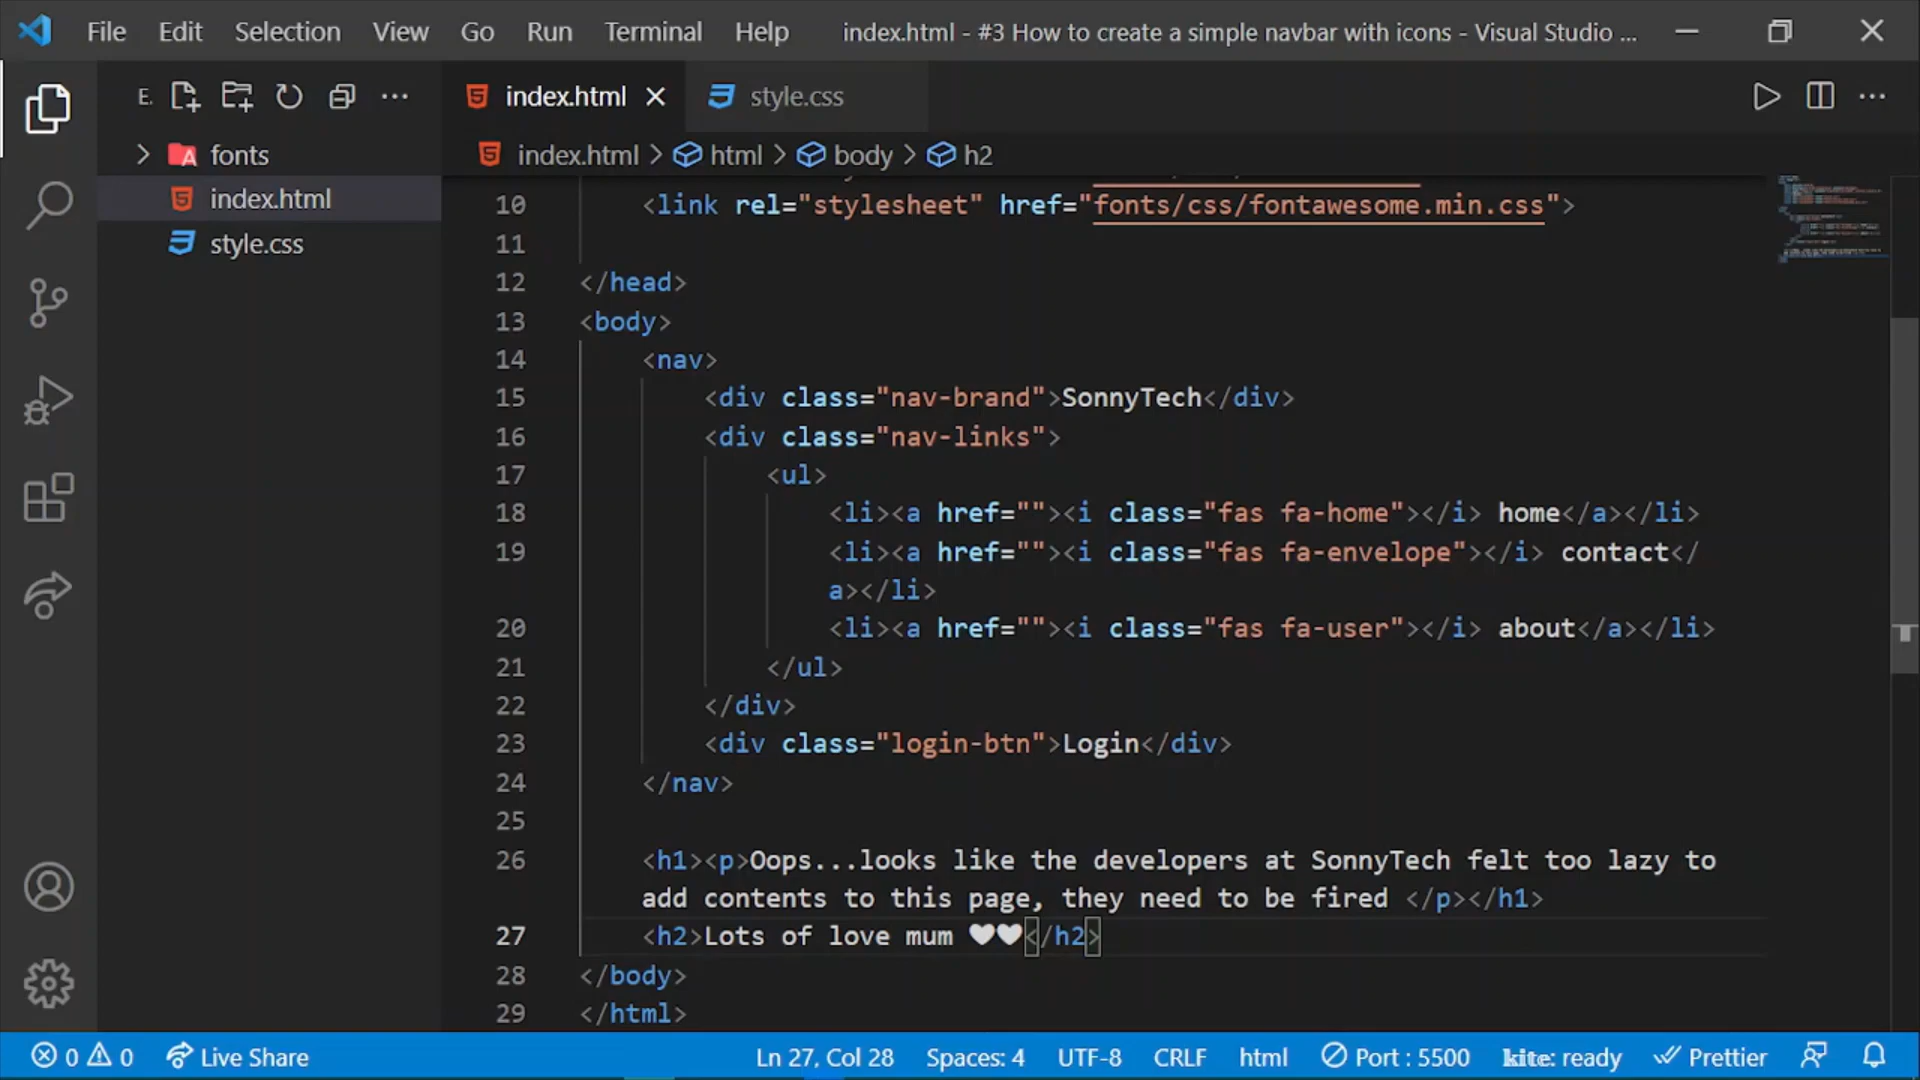 File Edit Selection View Go Run Terminal Help index.html - #3 How to create a simple navbar with icons - Visual Studio ...
E.
index.html
style.css
fonts
index.html
style.css
index.html > html > body > h2
10 <link rel="stylesheet" href="fonts/css/fontawesome.min.css">
11
12 </head>
13 <body>
14 <nav>
15 <div class="nav-brand">SonnyTech</div>
16 <div class="nav-links">
17 <ul>
18 <li><a href=""><i class="fas fa-home"></i> home</a></li>
19 <li><a href=""><i class="fas fa-envelope"></i> contact</
a></li>
20 <li><a href=""><i class="fas fa-user"></i> about</a></li>
21 </ul>
22 </div>
23 <div class="login-btn">Login</div>
24 </nav>
25
26 <h1><p>Oops...looks like the developers at SonnyTech felt too lazy to
add contents to this page, they need to be fired </p></h1>
27 <h2>Lots of love mum 🤍🤍</h2>
28 </body>
29 </html>
0 0 Live Share Ln 27, Col 28 Spaces: 4 UTF-8 CRLF html Port : 5500 kite: ready Prettier